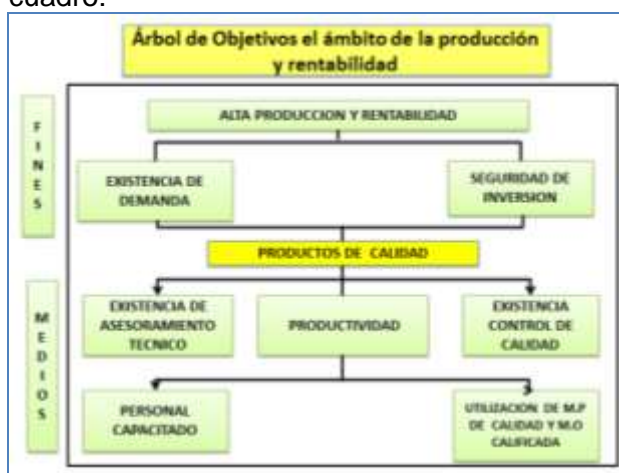 cuadro.
Árbol de Objetivos el ámbito de la producción
y rentabilidad
F
I
N
E
S
ALTA PRODUCCION Y RENTABILIDAD
EXISTENCIA DE
DEMANDA
SEGURIDAD DE
INVERSION
PRODUCTOS DE CALIDAD
M
E
D
I
O
S
EXISTENCIA DE
ASESORAMIENTO
TECNICO
PRODUCTIVIDAD
EXISTENCIA
CONTROL DE
CALIDAD
PERSONAL
CAPACITADO
UTILIZACION DE M.P
DE CALIDAD Y M.O
CALIFICADA